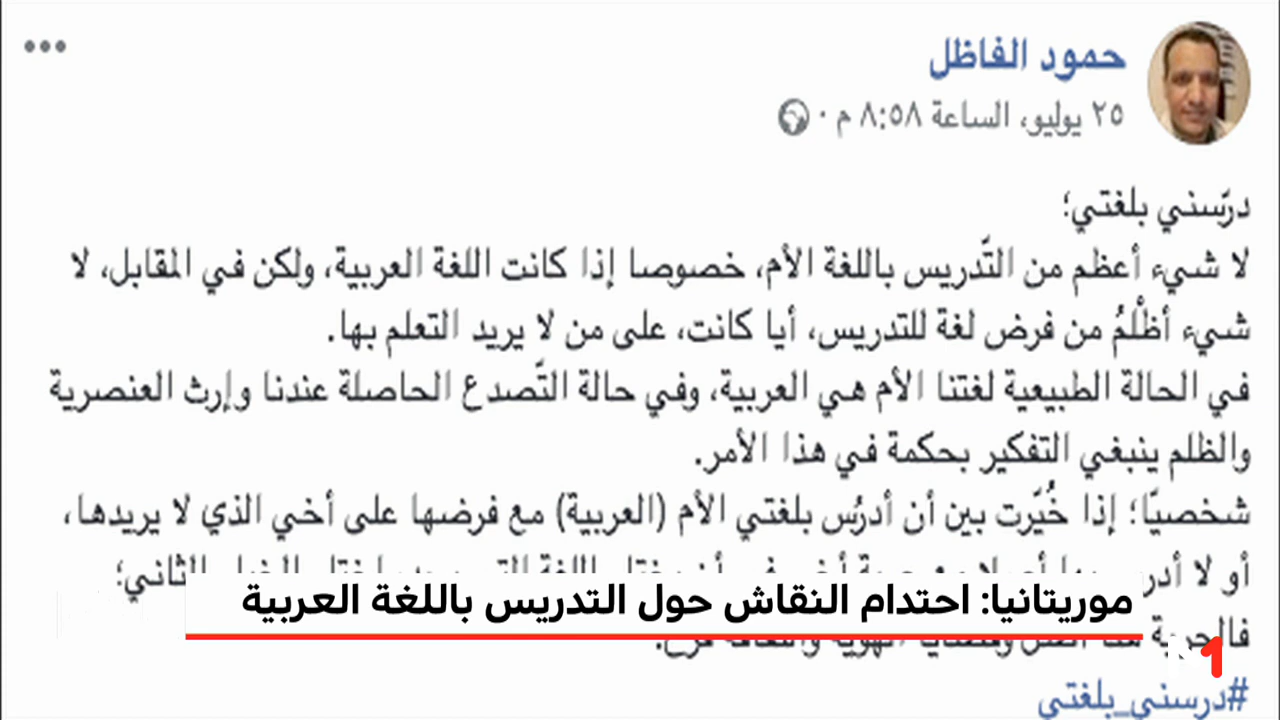 حمود الفاظل
٢٥ يوليو، الساعة ٨:٥٨ م ·
درّسني بلغتي؛
لا شيء أعظم من التّدريس باللغة الأم، خصوصا إذا كانت اللغة العربية، ولكن في المقابل، لا
شيء أظْلمُ من فرض لغة للتدريس، أيا كانت، على من لا يريد التعلم بها.
في الحالة الطبيعية لغتنا الأم هي العربية، وفي حالة التّصدع الحاصلة عندنا وإرث العنصرية
والظلم ينبغي التفكير بحكمة في هذا الأمر.
شخصيّا؛ إذا خُيّرت بين أن أدرُس بلغتي الأم (العربية) مع فرضها على أخي الذي لا يريدها،
أو لا الثاني؛
موريتانيا: احتدام النقاش حول التدريس باللغة العربية
#درسني_بلغتي